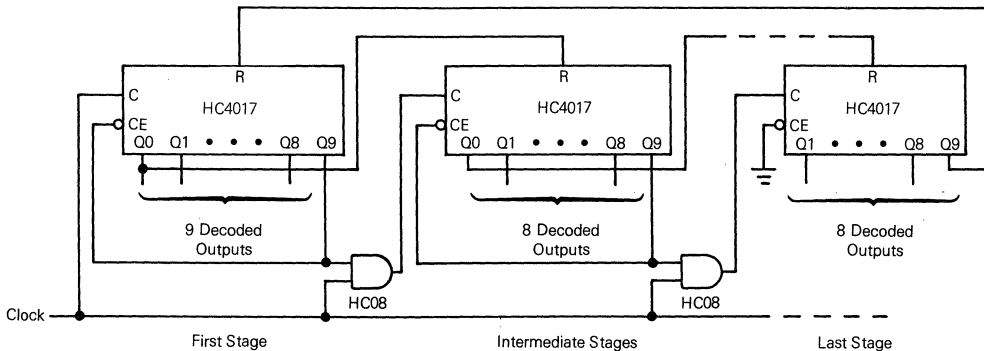 R
R
R
C
HC4017
C
HC4017
C
HC4017
CE
CE
CE
Q0 Q1 • • • Q8 Q9
Q0 Q1 • • • Q8 Q9
Q1 • • • Q8 Q9
9 Decoded
Outputs
8 Decoded
Outputs
8 Decoded
Outputs
HC08
HC08
Clock
First Stage
Intermediate Stages
Last Stage